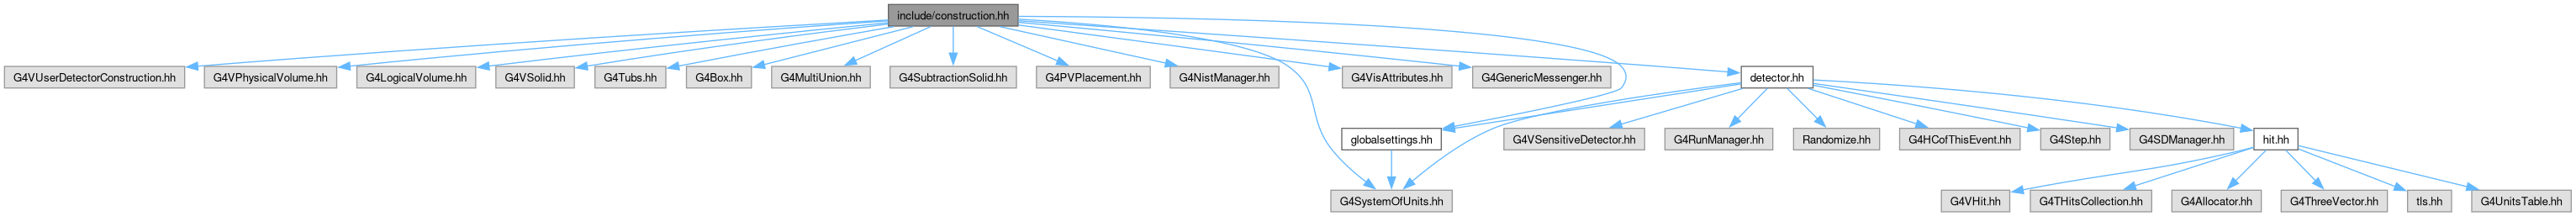 include/construction.hh
G4VUserDetectorConstruction.hh
G4VPhysicalVolume.hh
G4LogicalVolume.hh
G4VSolid.hh
G4Tubs.hh
G4Box.hh
G4MultiUnion.hh
G4SubtractionSolid.hh
G4PVPlacement.hh
G4NistManager.hh
G4VisAttributes.hh
G4GenericMessenger.hh
detector.hh
globalsettings.hh
G4VSensitiveDetector.hh
G4RunManager.hh
Randomize.hh
G4HCofThisEvent.hh
G4Step.hh
G4SDManager.hh
hit.hh
G4SystemOfUnits.hh
G4VHit.hh
G4THitsCollection.hh
G4Allocator.hh
G4ThreeVector.hh
tls.hh
G4UnitsTable.hh